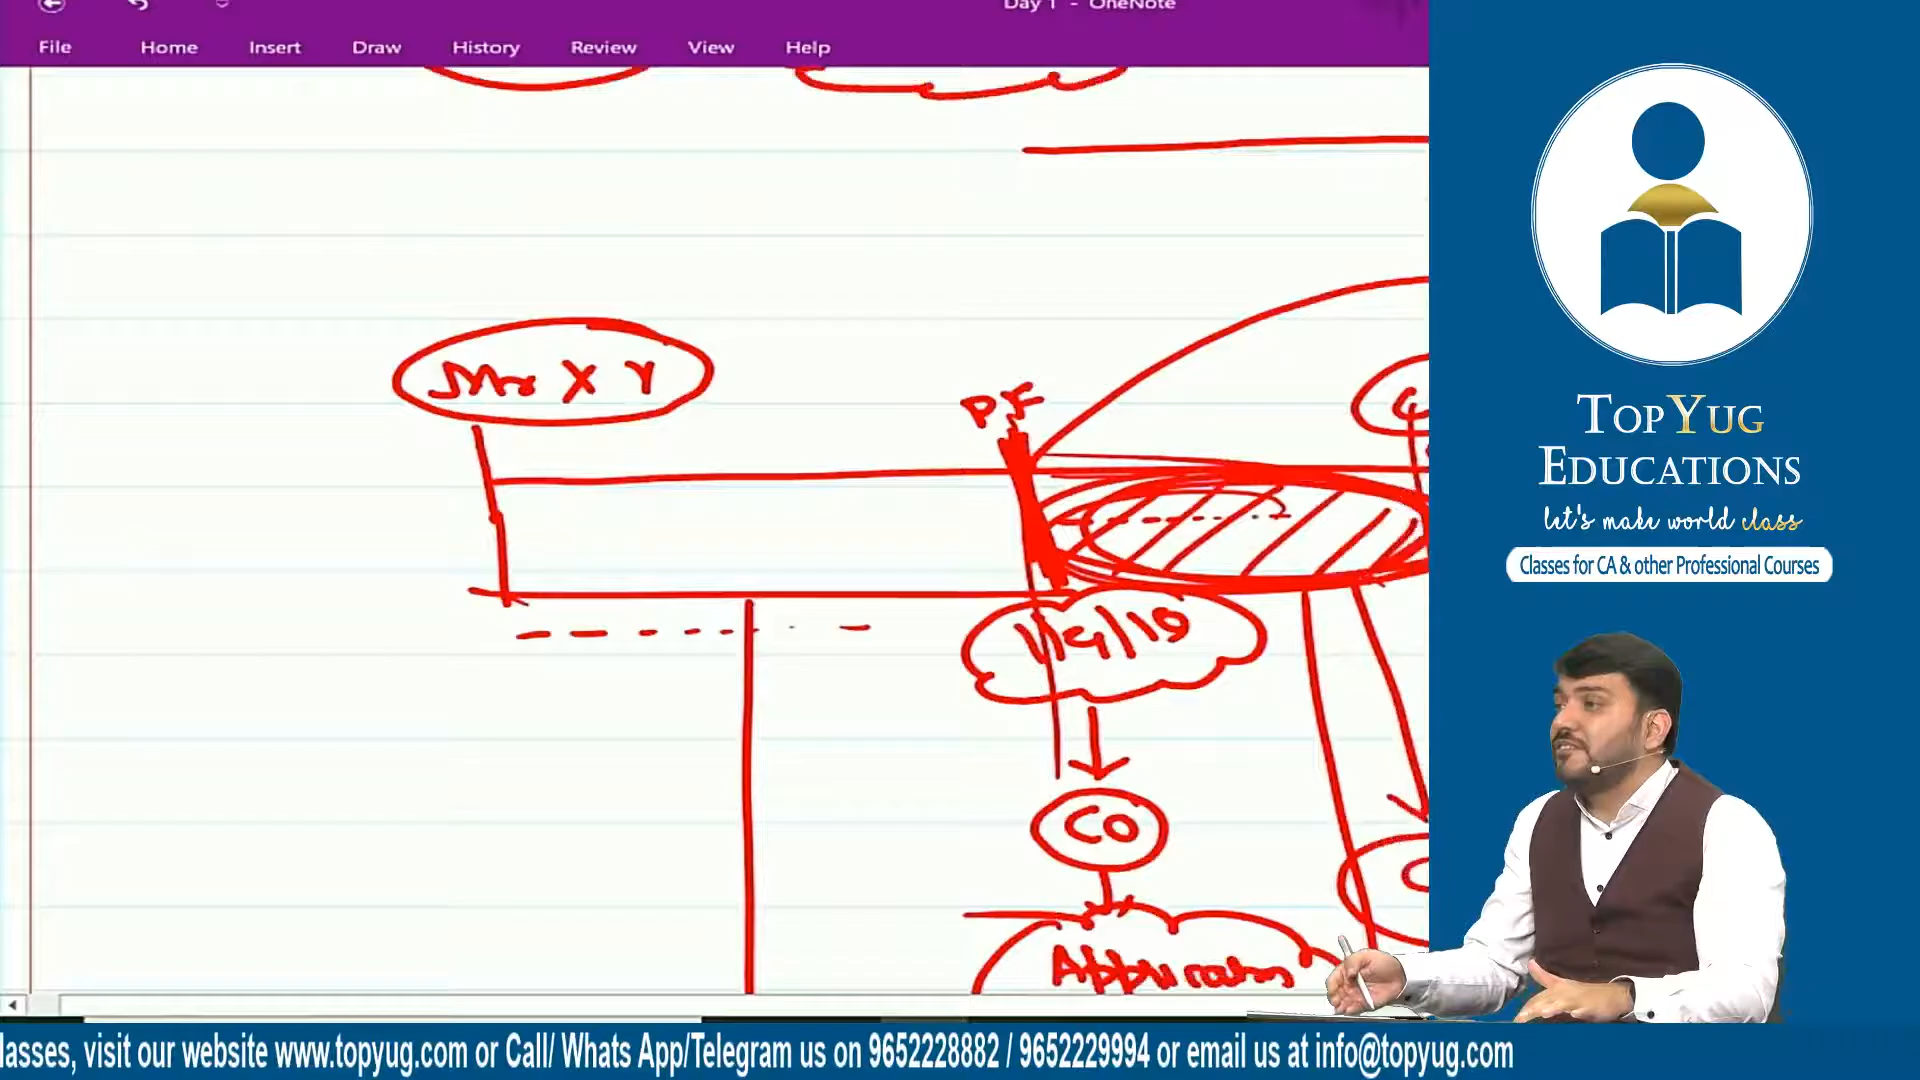 Day 1 - OneNote
File Home Insert Draw History Review View Help
Mr X Y
PF
1/4/19
CO
TOPYUG
EDUCATIONS
let's make world class
Classes for CA & other Professional Courses
lasses, visit our website www.topyug.com or Call/ Whats App/Telegram us on 9652228882 / 9652229994 or email us at info@topyug.com